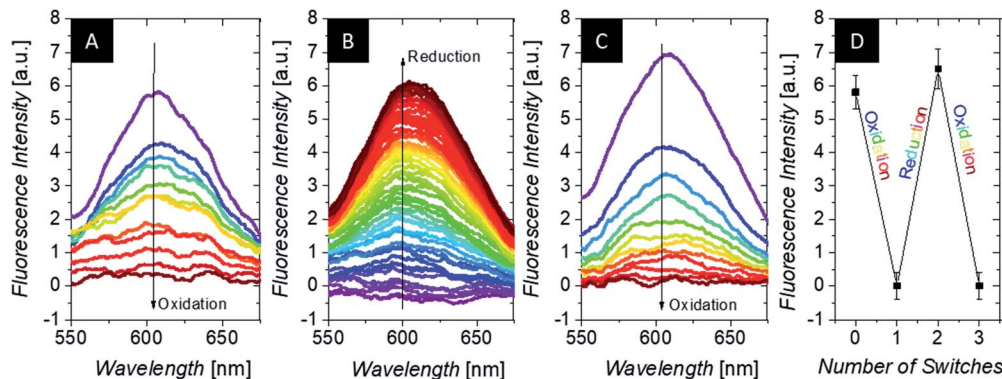 A
B
C
D
Fluorescence Intensity [a.u.]
8
7
6
5
4
3
2
1
0
-1
Oxidation
550
600
650
Wavelength [nm]
Fluorescence Intensity [a.u.]
8
7
6
5
4
3
2
1
0
-1
Reduction
550
600
650
Wavelength [nm]
Fluorescence Intensity [a.u.]
8
7
6
5
4
3
2
1
0
-1
Oxidation
550
600
650
Wavelength [nm]
Fluorescence Intensity [a.u.]
8
7
6
5
4
3
2
1
0
-1
Oxidation
Reduction
Oxidation
0
1
2
3
Number of Switches